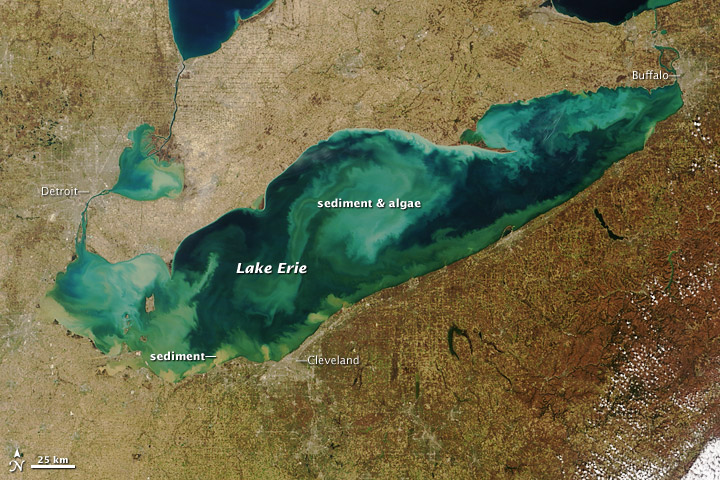 Buffalo
Detroit
sediment & algae
Lake Erie
sediment
Cleveland
N
25 km